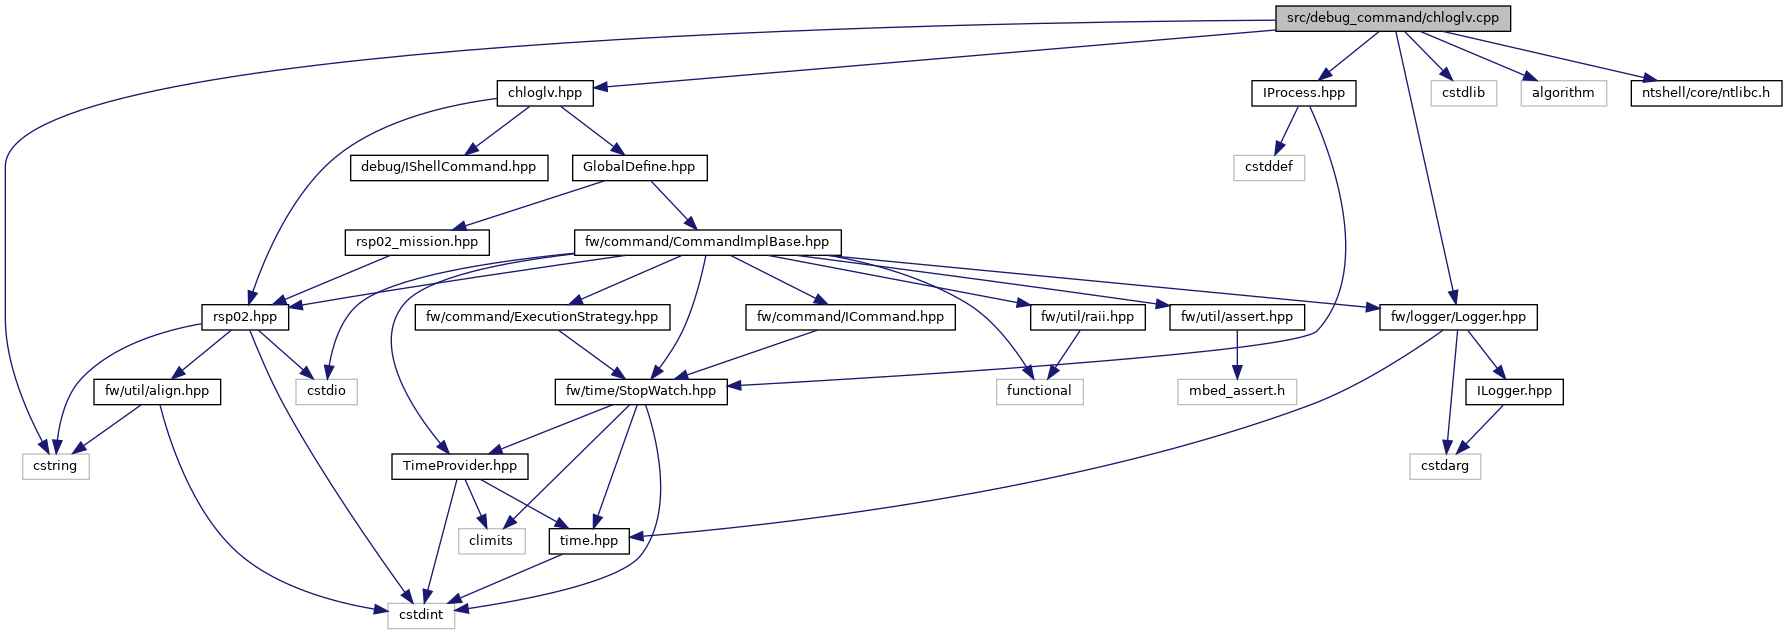 src/debug_command/chloglv.cpp
chloglv.hpp
IProcess.hpp
cstdlib
algorithm
ntshell/core/ntlibc.h
debug/IShellCommand.hpp
GlobalDefine.hpp
cstddef
rsp02_mission.hpp
fw/command/CommandImplBase.hpp
rsp02.hpp
fw/command/ExecutionStrategy.hpp
fw/command/ICommand.hpp
fw/util/raii.hpp
fw/util/assert.hpp
fw/logger/Logger.hpp
fw/util/align.hpp
cstdio
fw/time/StopWatch.hpp
functional
mbed_assert.h
ILogger.hpp
cstring
TimeProvider.hpp
cstdarg
climits
time.hpp
cstdint